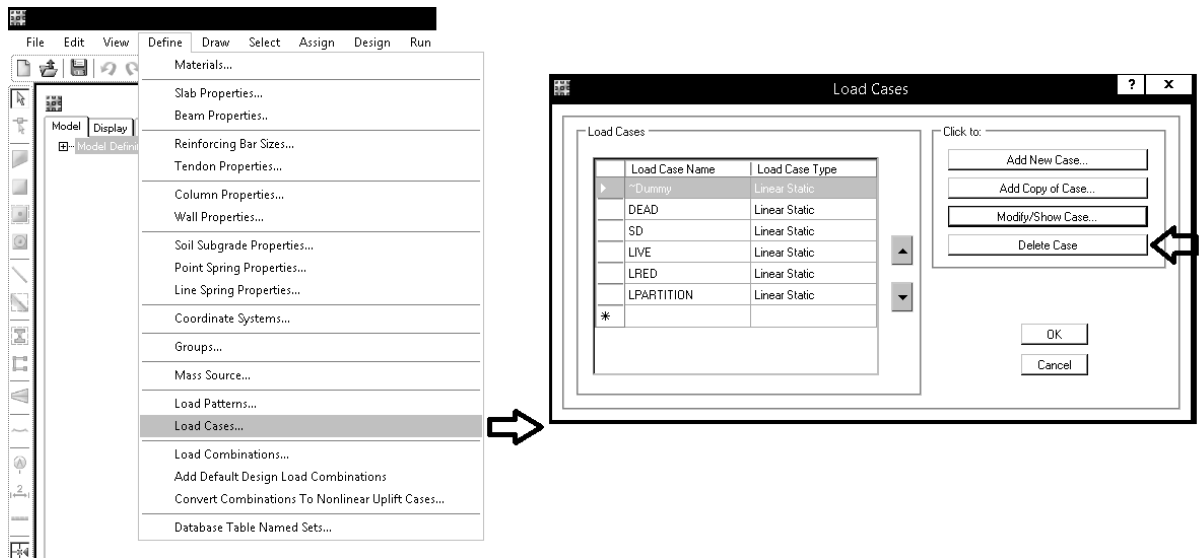 File Edit View Define Draw Select Assign Design Run
Materials...
Slab Properties...
Beam Properties..
Reinforcing Bar Sizes...
Tendon Properties...
Column Properties...
Wall Properties...
Soil Subgrade Properties...
Point Spring Properties...
Line Spring Properties...
Coordinate Systems...
Groups...
Mass Source...
Load Patterns...
Load Cases...
Load Combinations...
Add Default Design Load Combinations
Convert Combinations To Nonlinear Uplift Cases...
Database Table Named Sets...
Model Display
Model Defini
2
Load Cases ? x
Load Cases
Load Case Name Load Case Type
~Dummy Linear Static
DEAD Linear Static
SD Linear Static
LIVE Linear Static
LRED Linear Static
LPARTITION Linear Static
*
Click to:
Add New Case...
Add Copy of Case...
Modify/Show Case...
Delete Case
OK
Cancel